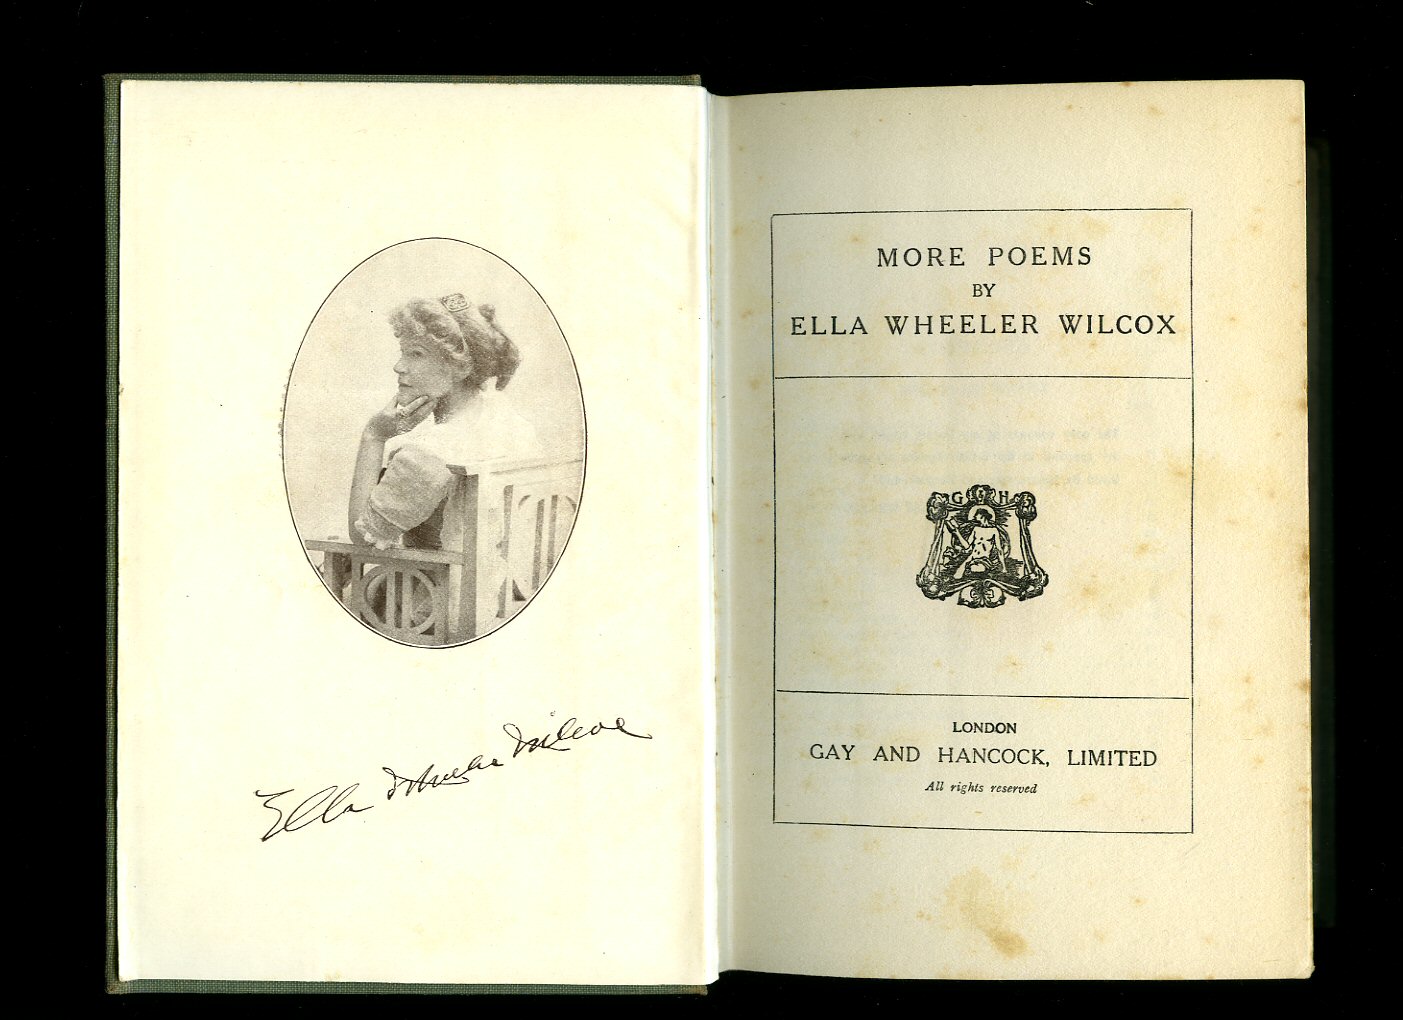 Ella Wheeler Wilcox
MORE POEMS
BY
ELLA WHEELER WILCOX
G H
LONDON
GAY AND HANCOCK, LIMITED
All rights reserved